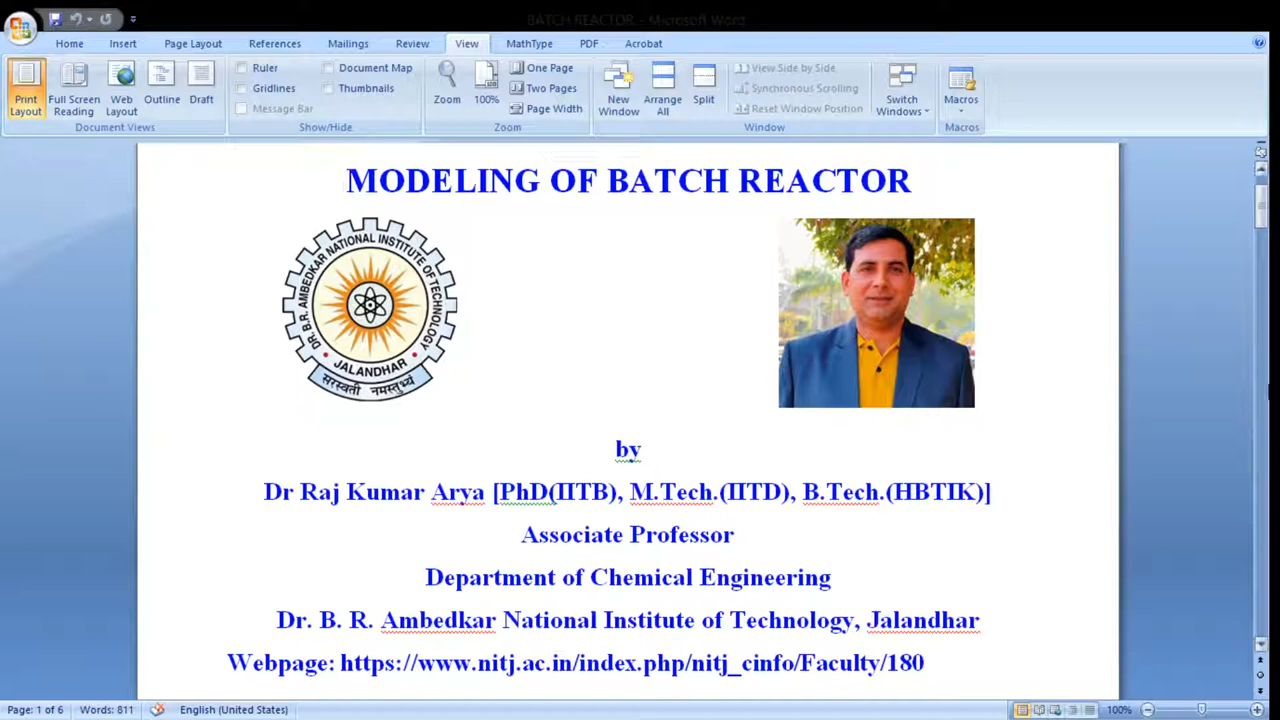 BATCH REACTOR - Microsoft Word
Home Insert Page Layout References Mailings Review View MathType PDF Acrobat
Print Layout
Full Screen Reading
Web Layout
Outline
Draft
Document Views
Ruler
Gridlines
Message Bar
Document Map
Thumbnails
Show/Hide
Zoom
100%
One Page
Two Pages
Page Width
Zoom
New Window
Arrange All
Split
View Side by Side
Synchronous Scrolling
Reset Window Position
Window
Switch Windows
Macros
Macros
MODELING OF BATCH REACTOR
DR. B.R. AMBEDKAR NATIONAL INSTITUTE OF TECHNOLOGY
JALANDHAR
सरस्वती नमस्तुभ्यं
by
Dr Raj Kumar Arya [PhD(IITB), M.Tech.(IITD), B.Tech.(HBTIK)]
Associate Professor
Department of Chemical Engineering
Dr. B. R. Ambedkar National Institute of Technology, Jalandhar
Webpage: https://www.nitj.ac.in/index.php/nitj_cinfo/Faculty/180
Page: 1 of 6 Words: 811 English (United States) 100%